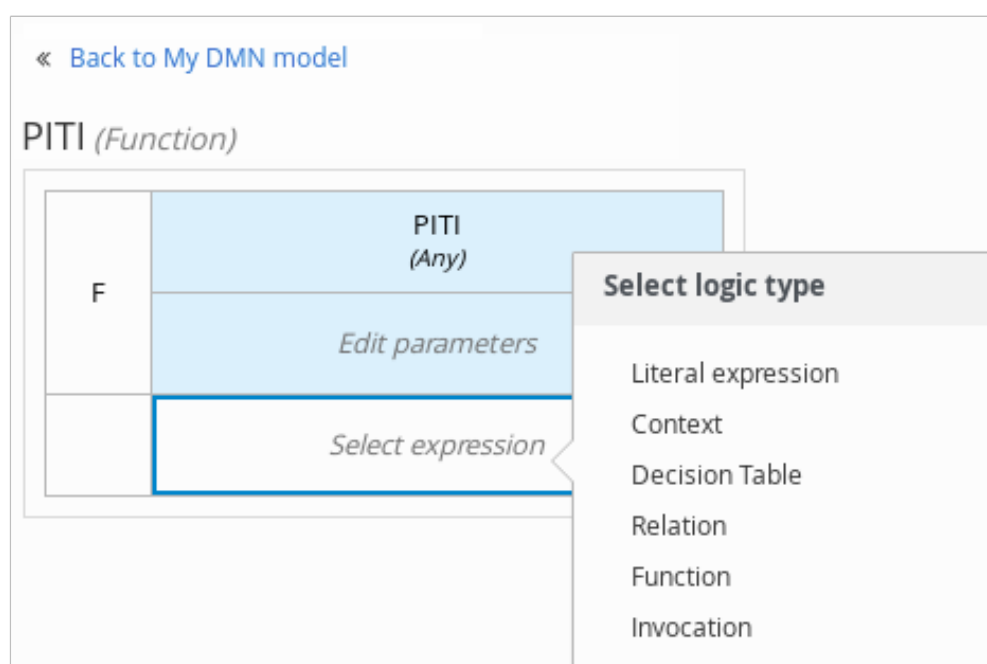 « Back to My DMN model
PITI (Function)
PITI
(Any)
F
Edit parameters
Select expression
Select logic type
Literal expression
Context
Decision Table
Relation
Function
Invocation